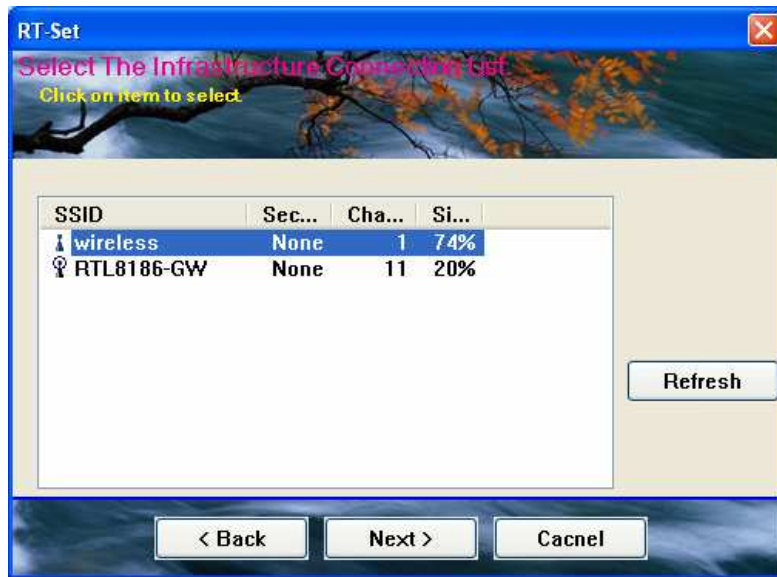 RT-Set
Select The Infrastructure Connecting List.
Click on item to select.
SSID Sec... Cha... Si...
wireless None 1 74%
RTL8186-GW None 11 20%
Refresh
< Back Next > Cacnel